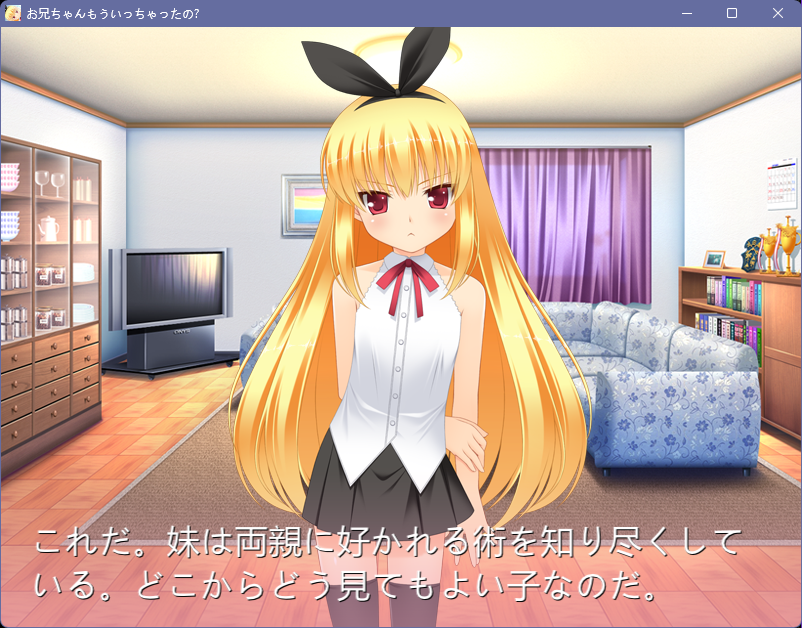 お兄ちゃんもういっちゃったの?
これだ。妹は両親に好かれる術を知り尽くして
いる。どこからどう見てもよい子なのだ。